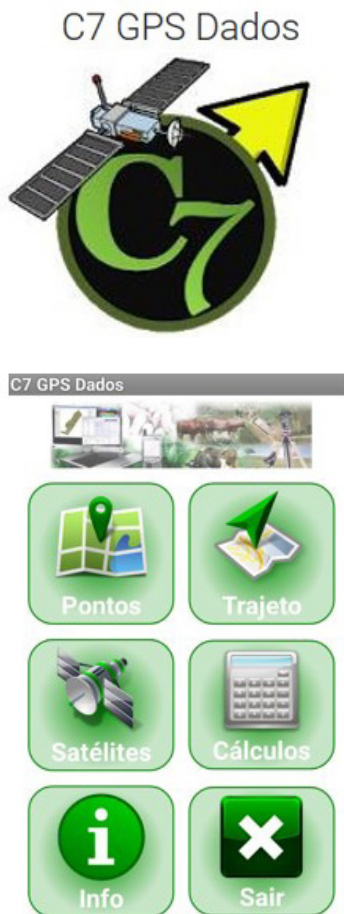 C7 GPS Dados
C7
C7 GPS Dados
Pontos
Trajeto
Satélites
Cálculos
Info
Sair